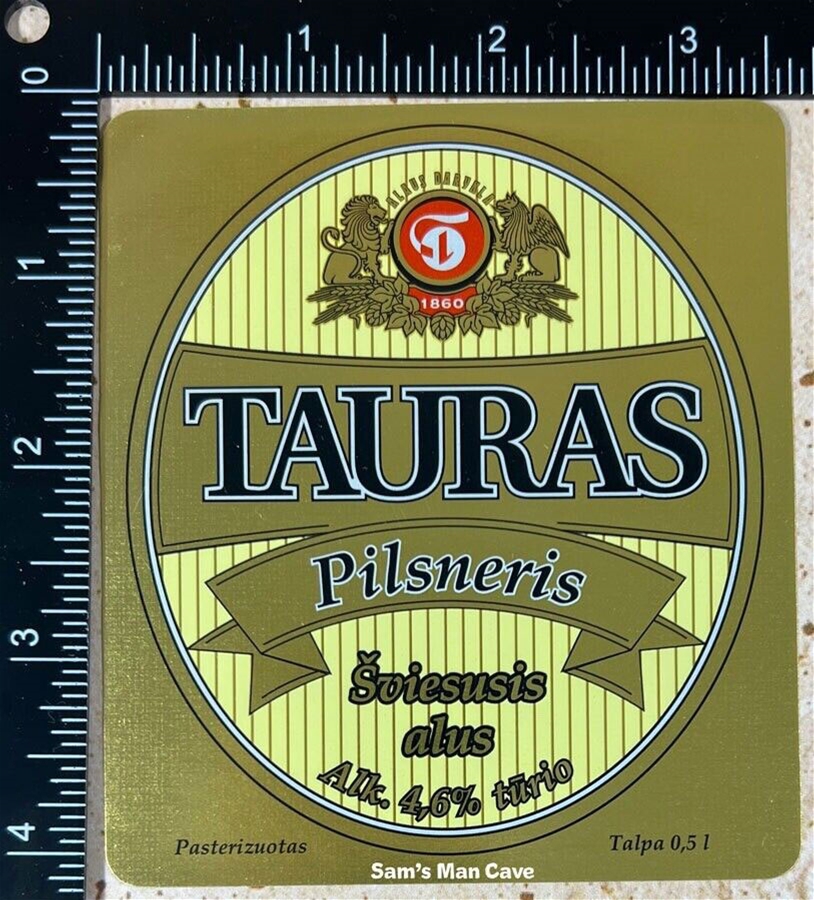 1 2 3
0
1
2
3
4
ALAUS DARYKLA
T
1860
TAURAS
Pilsneris
Šviesusis
alus
Alk. 4,6% tūrio
Pasterizuotas
Talpa 0,5 l
Sam's Man Cave